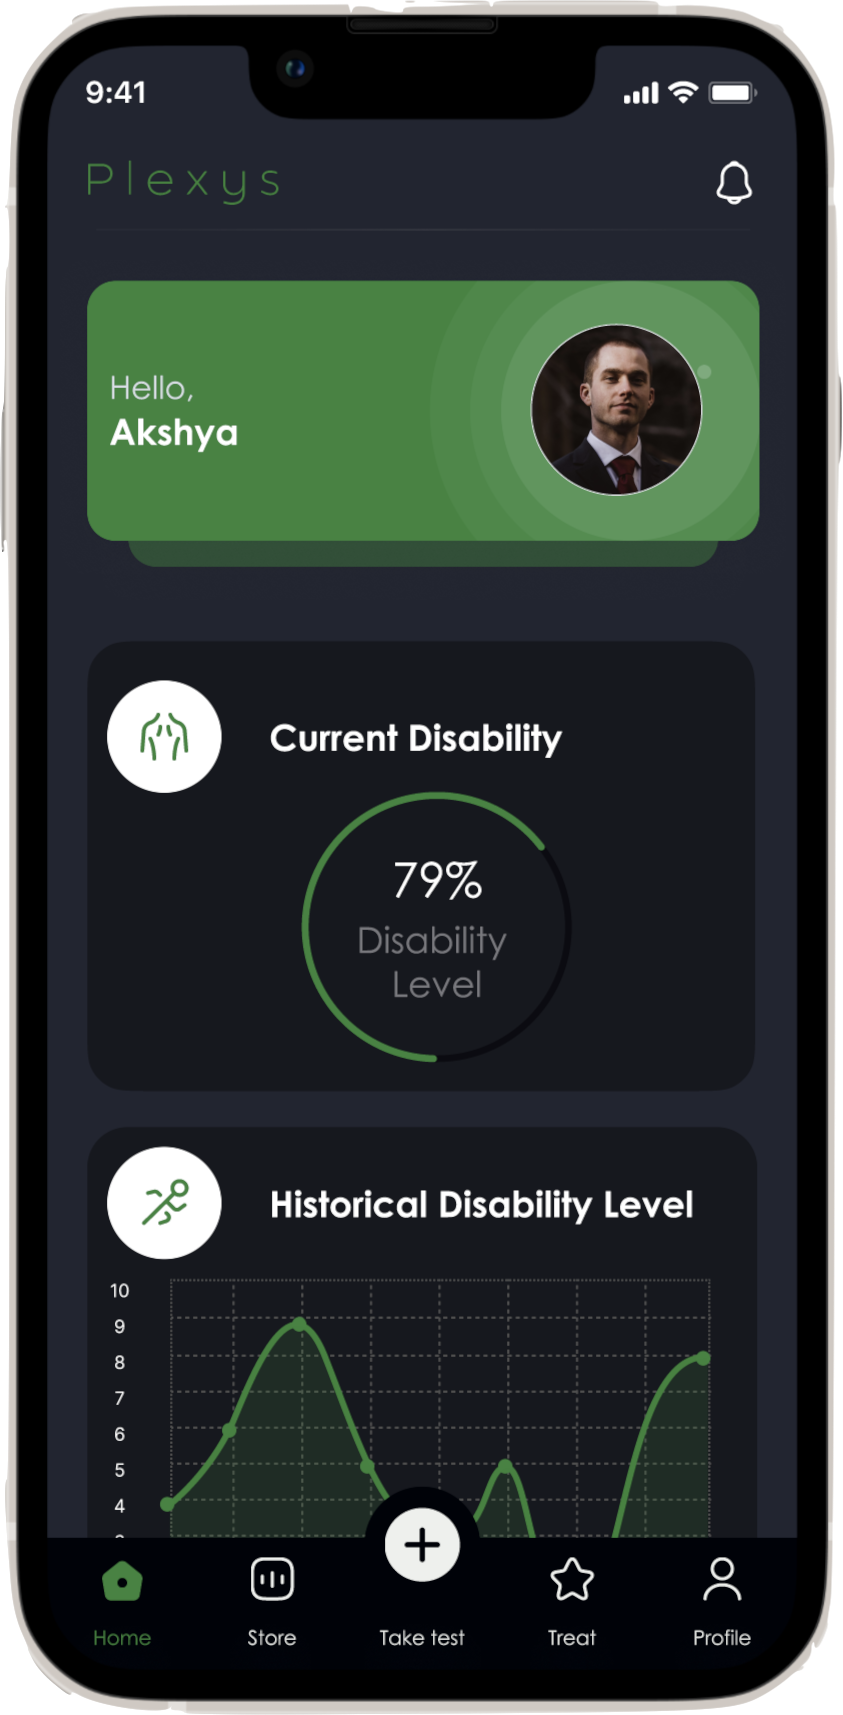 9:41
Plexys
Hello,
Akshya
Current Disability
79%
Disability
Level
Historical Disability Level
10
9
8
7
6
5
4
Home
Store
Take test
Treat
Profile